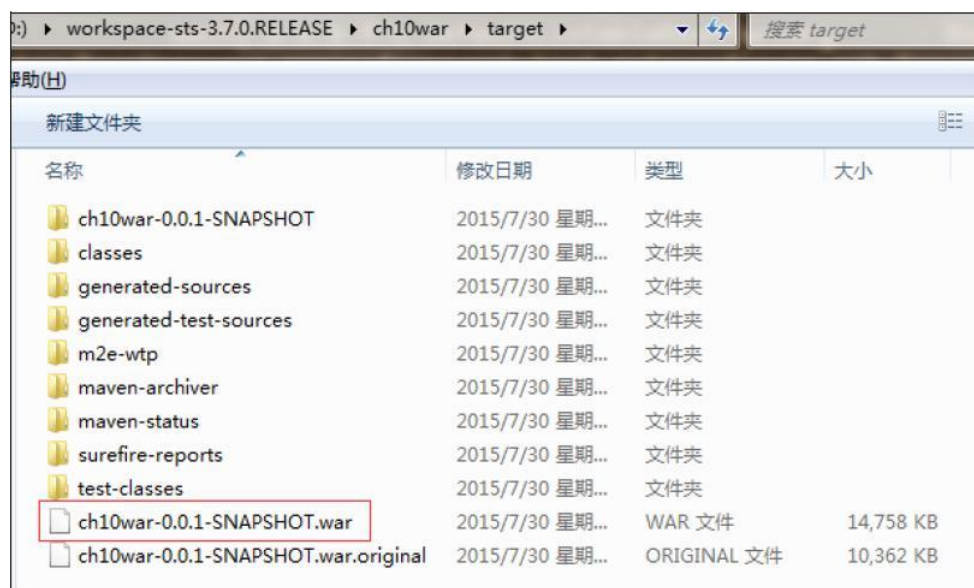 :) ▸ workspace-sts-3.7.0.RELEASE ▸ ch10war ▸ target ▸ 搜索 target
帮助(H)
新建文件夹
名称 修改日期 类型 大小
ch10war-0.0.1-SNAPSHOT 2015/7/30 星期... 文件夹
classes 2015/7/30 星期... 文件夹
generated-sources 2015/7/30 星期... 文件夹
generated-test-sources 2015/7/30 星期... 文件夹
m2e-wtp 2015/7/30 星期... 文件夹
maven-archiver 2015/7/30 星期... 文件夹
maven-status 2015/7/30 星期... 文件夹
surefire-reports 2015/7/30 星期... 文件夹
test-classes 2015/7/30 星期... 文件夹
ch10war-0.0.1-SNAPSHOT.war 2015/7/30 星期... WAR 文件 14,758 KB
ch10war-0.0.1-SNAPSHOT.war.original 2015/7/30 星期... ORIGINAL 文件 10,362 KB